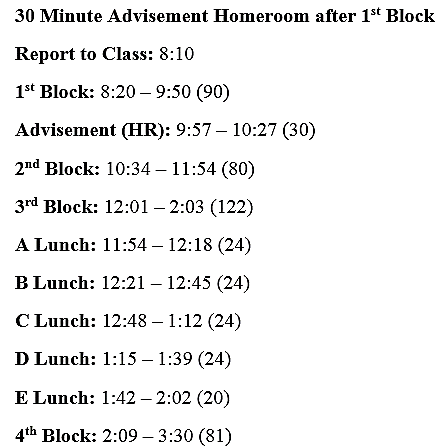 30 Minute Advisement Homeroom after 1st Block
Report to Class: 8:10
1st Block: 8:20 – 9:50 (90)
Advisement (HR): 9:57 – 10:27 (30)
2nd Block: 10:34 – 11:54 (80)
3rd Block: 12:01 – 2:03 (122)
A Lunch: 11:54 – 12:18 (24)
B Lunch: 12:21 – 12:45 (24)
C Lunch: 12:48 – 1:12 (24)
D Lunch: 1:15 – 1:39 (24)
E Lunch: 1:42 – 2:02 (20)
4th Block: 2:09 – 3:30 (81)